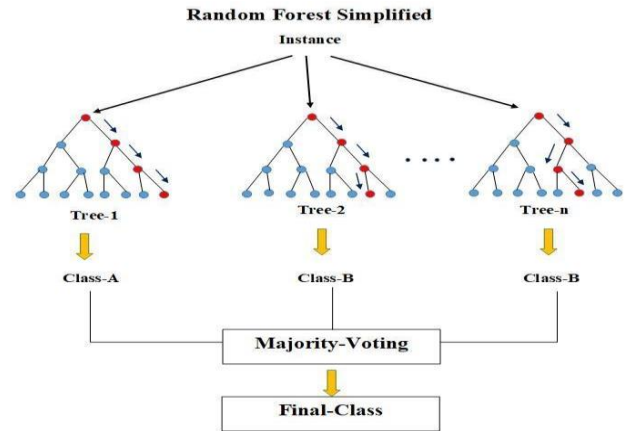 Random Forest Simplified
Instance
. . . .
Tree-1
Tree-2
Tree-n
Class-A
Class-B
Class-B
Majority-Voting
Final-Class